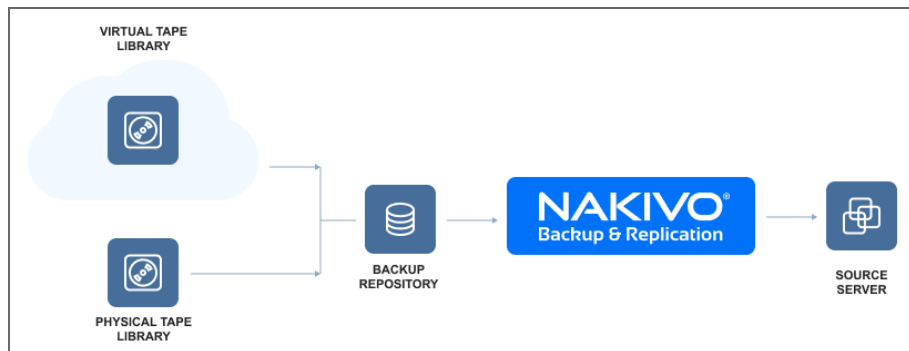 VIRTUAL TAPE
LIBRARY
PHYSICAL TAPE
LIBRARY
BACKUP
REPOSITORY
NAKIVO®
Backup & Replication
SOURCE
SERVER